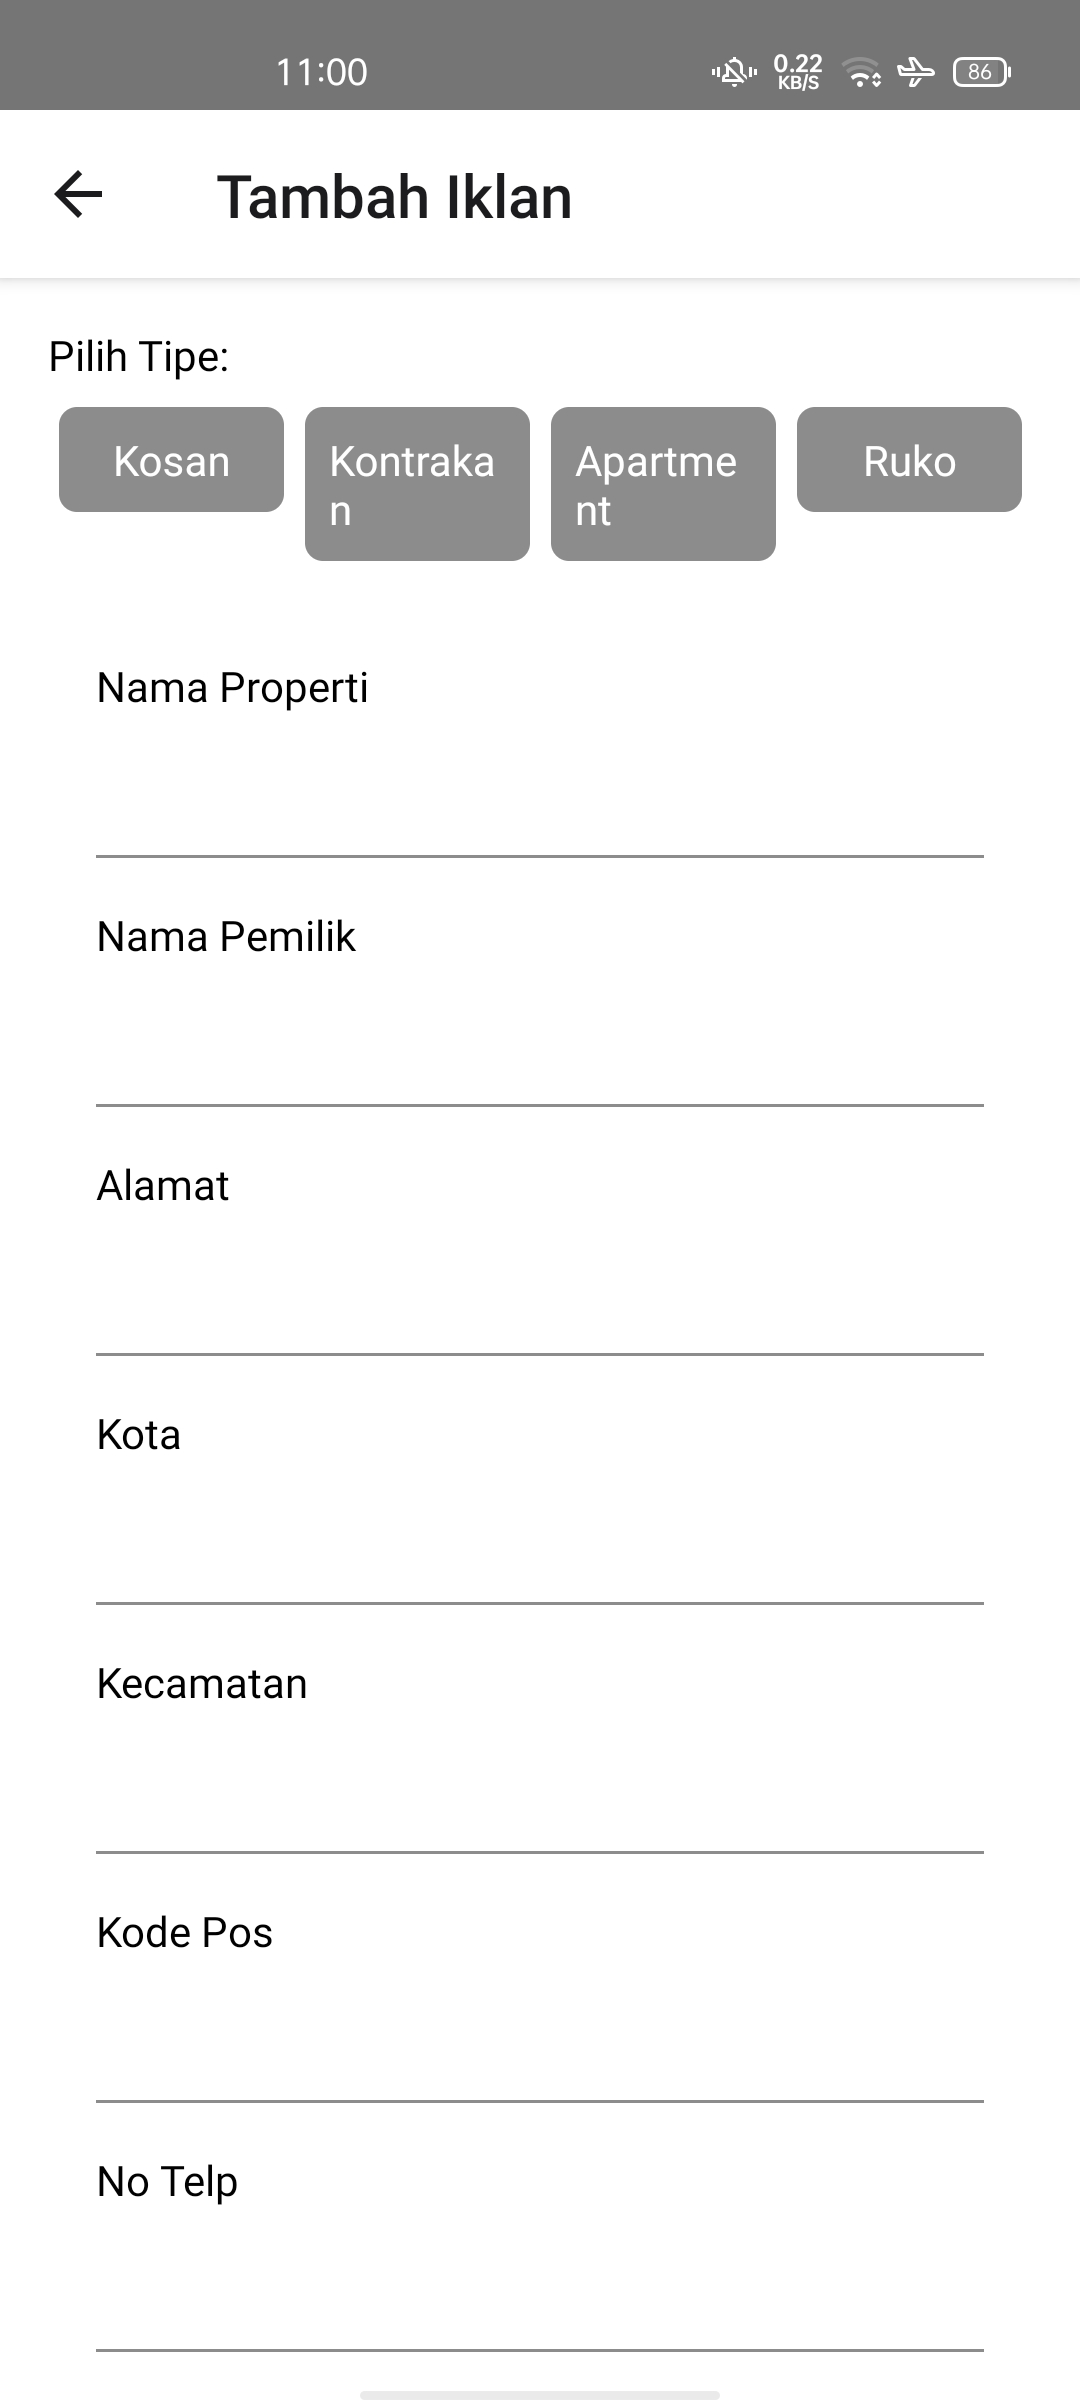 11:00
0.22
KB/S
86
Tambah Iklan
Pilih Tipe:
Kosan
Kontraka
n
Apartme
nt
Ruko
Nama Properti
Nama Pemilik
Alamat
Kota
Kecamatan
Kode Pos
No Telp